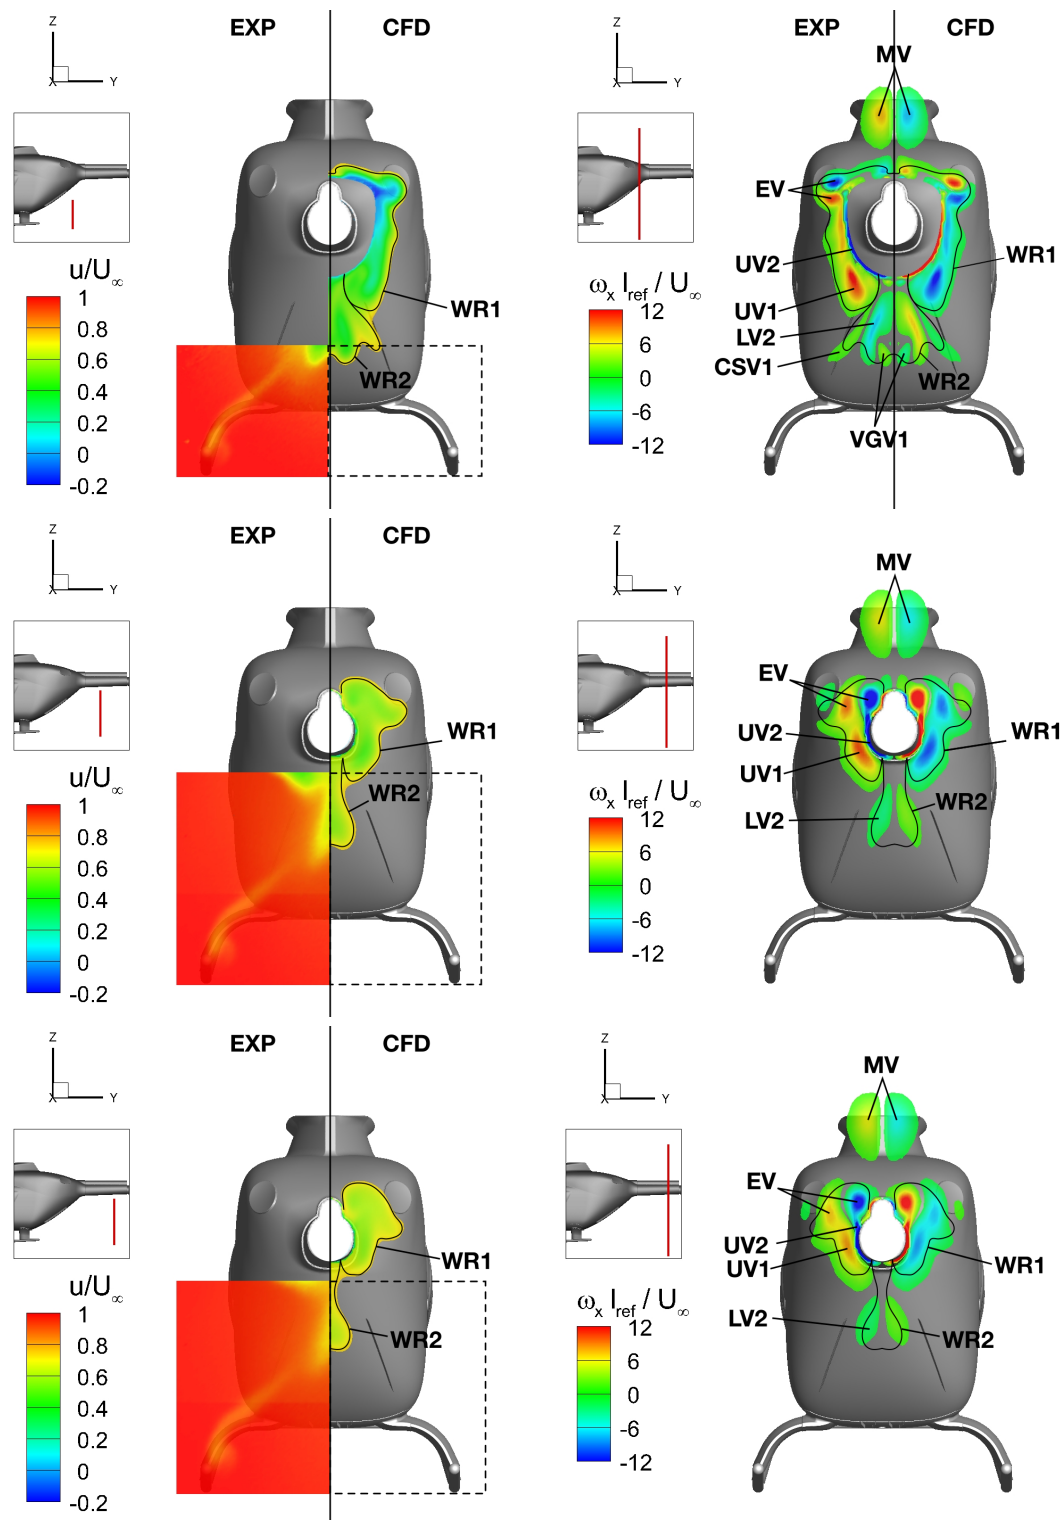 EXP CFD
Z
X Y
u/U∞
1
0.8
0.6
0.4
0.2
0
-0.2
WR1
WR2
EXP CFD
Z
X Y
MV
EV
UV2
UV1
LV2
CSV1
VGV1
WR1
WR2
ωx lref / U∞
12
6
0
-6
-12
EXP CFD
Z
X Y
u/U∞
1
0.8
0.6
0.4
0.2
0
-0.2
WR1
WR2
Z
X Y
MV
EV
UV2
UV1
LV2
WR1
WR2
ωx lref / U∞
12
6
0
-6
-12
EXP CFD
Z
X Y
u/U∞
1
0.8
0.6
0.4
0.2
0
-0.2
WR1
WR2
Z
X Y
MV
EV
UV2
UV1
LV2
WR1
WR2
ωx lref / U∞
12
6
0
-6
-12